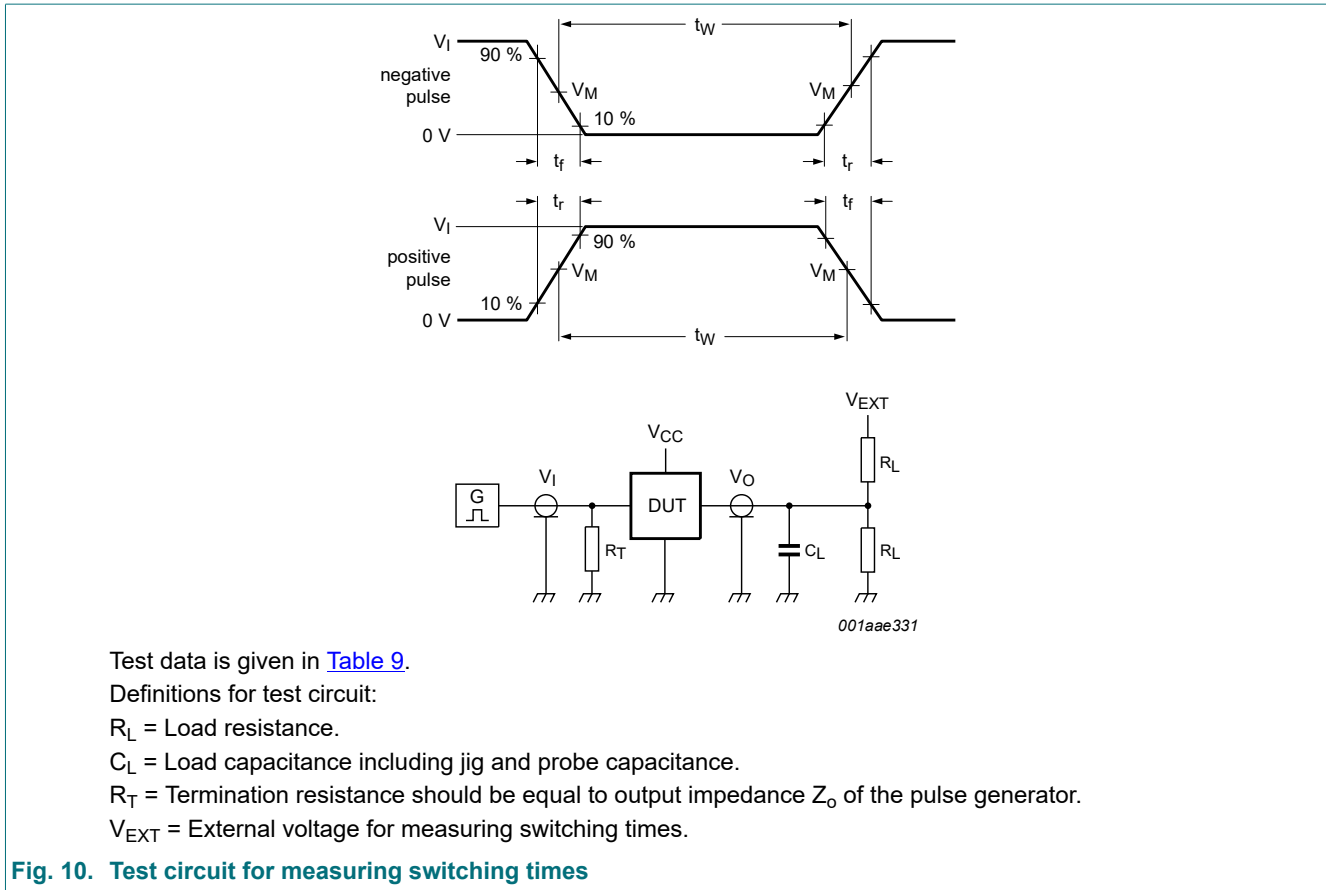 tW
VI
90 %
negative
pulse
VM
VM
10 %
0 V
tf
tr
tr
tf
VI
90 %
positive
pulse
VM
VM
10 %
0 V
tW
VEXT
VCC
RL
VI
VO
G
DUT
RT
CL
RL
001aae331
Test data is given in Table 9.
Definitions for test circuit:
RL = Load resistance.
CL = Load capacitance including jig and probe capacitance.
RT = Termination resistance should be equal to output impedance Zo of the pulse generator.
VEXT = External voltage for measuring switching times.
Fig. 10. Test circuit for measuring switching times